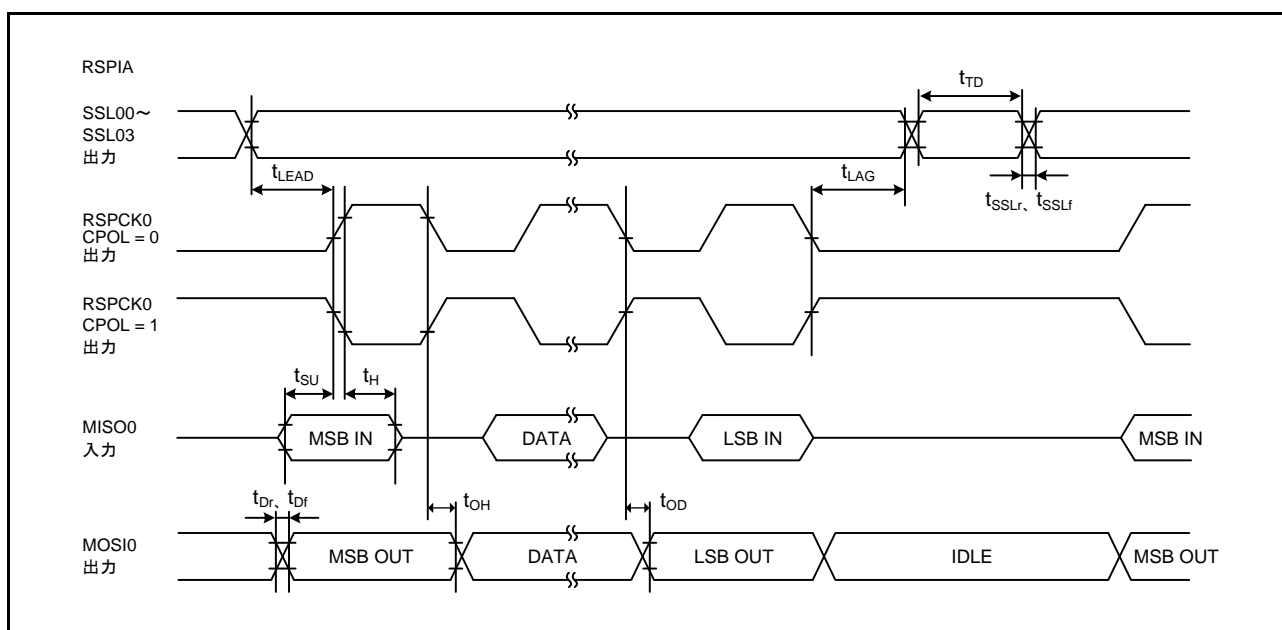 RSPIA
SSL00～
SSL03
出力
tTD
tLEAD
tLAG
tSSLr、tSSLf
RSPCK0
CPOL = 0
出力
RSPCK0
CPOL = 1
出力
tSU
tH
MISO0
入力
MSB IN
DATA
LSB IN
MSB IN
tDr、tDf
tOH
tOD
MOSI0
出力
MSB OUT
DATA
LSB OUT
IDLE
MSB OUT